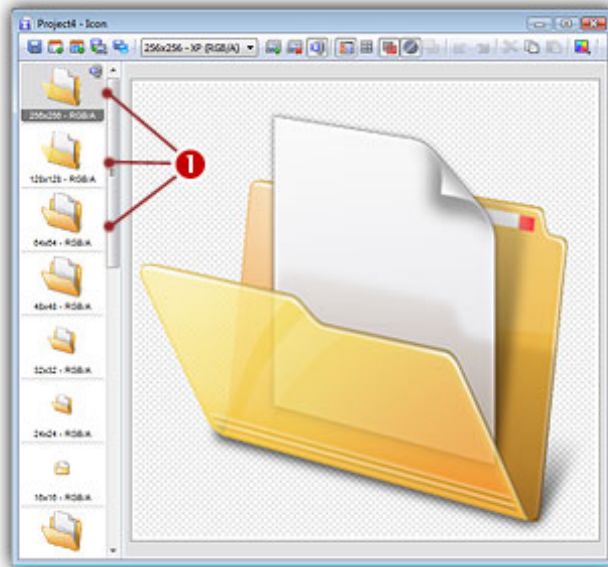 Project4 - Icon
256x256 - XP (RGB/A)
256x256 - RGB/A
1
128x128 - RGB/A
64x64 - RGB/A
48x48 - RGB/A
32x32 - RGB/A
24x24 - RGB/A
16x16 - RGB/A